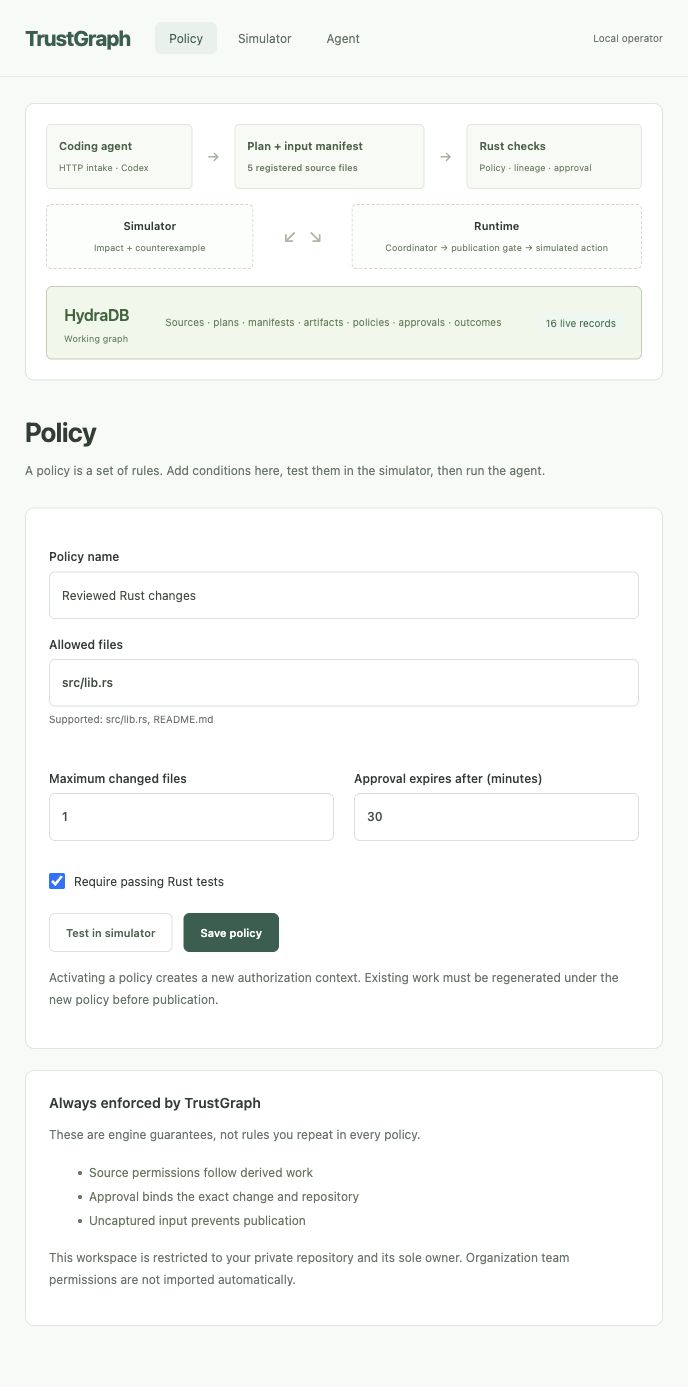 TrustGraph
Policy
Simulator
Agent
Local operator
Coding agent
HTTP intake · Codex
→
Plan + input manifest
5 registered source files
→
Rust checks
Policy · lineage · approval
Simulator
Impact + counterexample
↙ ↘
Runtime
Coordinator → publication gate → simulated action
HydraDB
Working graph
Sources · plans · manifests · artifacts · policies · approvals · outcomes
16 live records
Policy
A policy is a set of rules. Add conditions here, test them in the simulator, then run the agent.
Policy name
Reviewed Rust changes
Allowed files
src/lib.rs
Supported: src/lib.rs, README.md
Maximum changed files
1
Approval expires after (minutes)
30
Require passing Rust tests
Test in simulator
Save policy
Activating a policy creates a new authorization context. Existing work must be regenerated under the
new policy before publication.
Always enforced by TrustGraph
These are engine guarantees, not rules you repeat in every policy.
• Source permissions follow derived work
• Approval binds the exact change and repository
• Uncaptured input prevents publication
This workspace is restricted to your private repository and its sole owner. Organization team
permissions are not imported automatically.